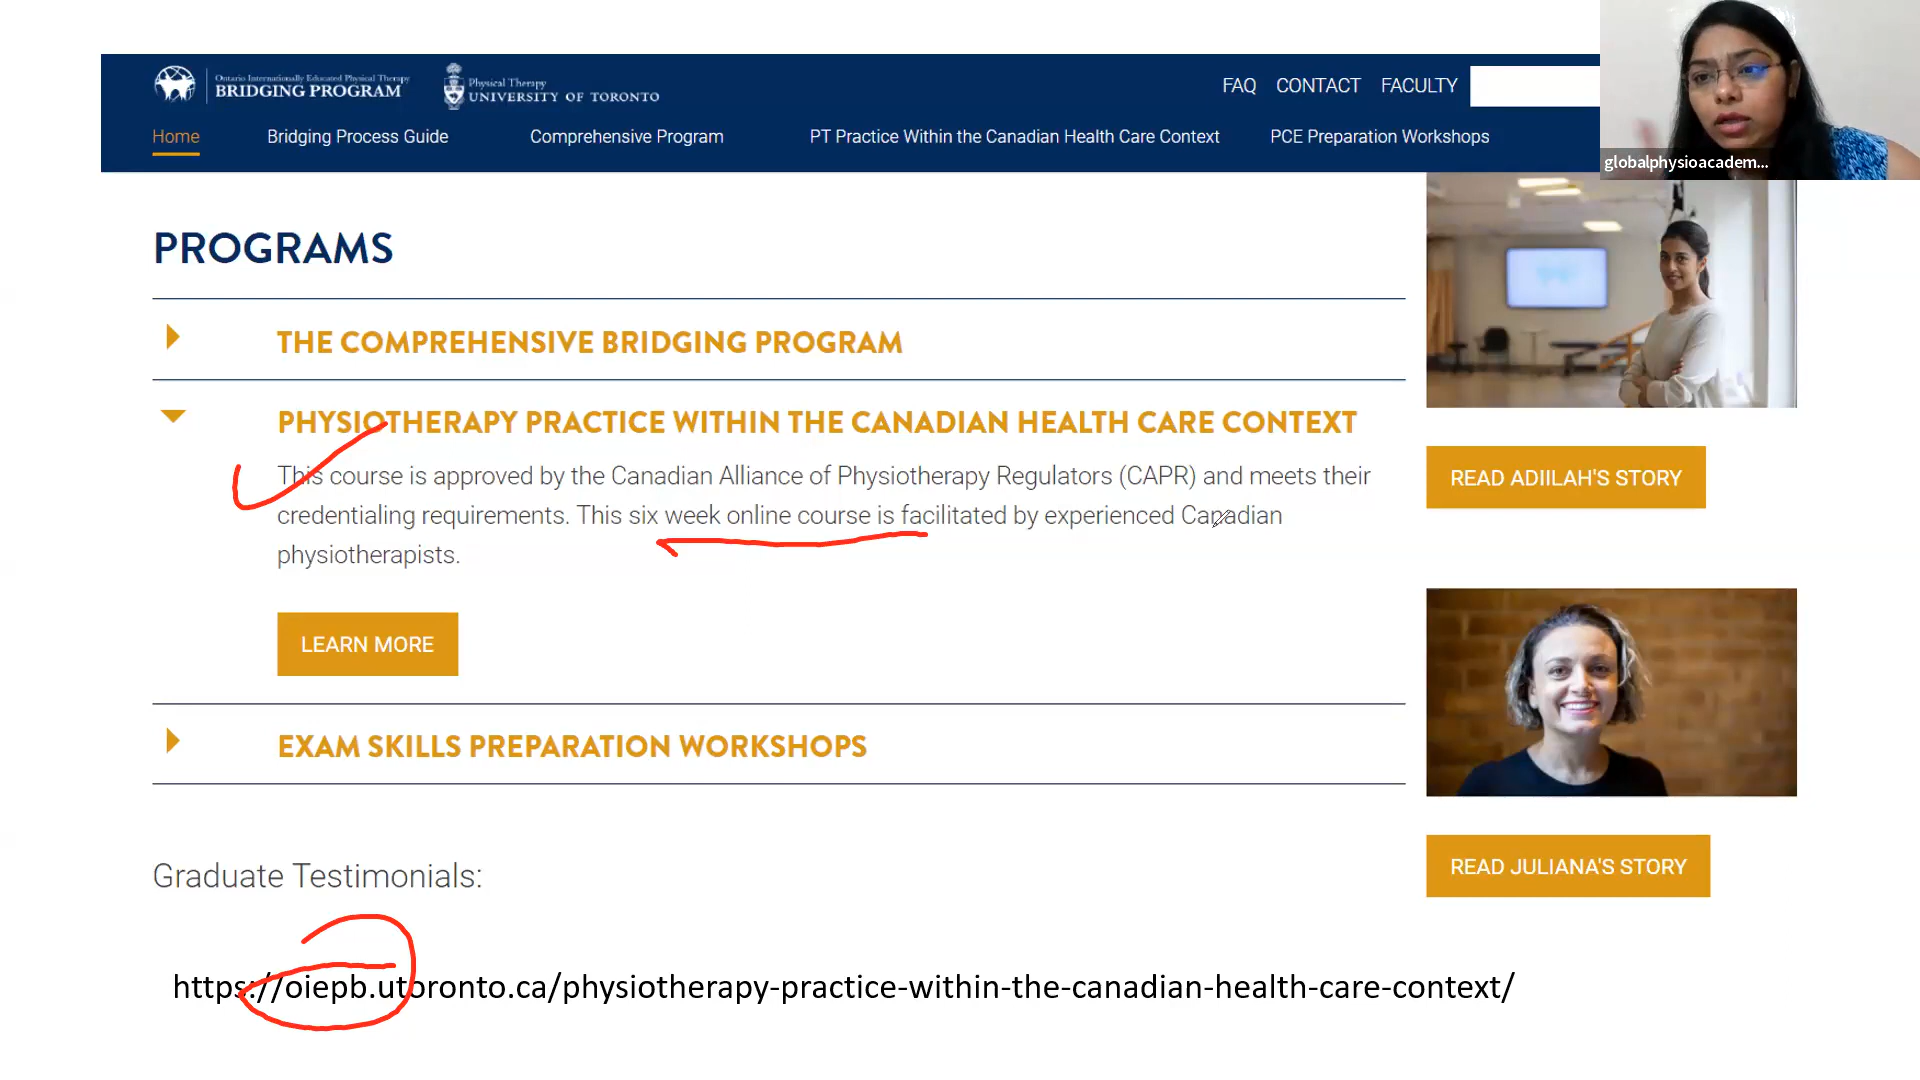 Ontario Internationally Educated Physical Therapy
BRIDGING PROGRAM
Physical Therapy
UNIVERSITY OF TORONTO
FAQ CONTACT FACULTY
Home Bridging Process Guide Comprehensive Program PT Practice Within the Canadian Health Care Context PCE Preparation Workshops
globalphysioacadem...
PROGRAMS
THE COMPREHENSIVE BRIDGING PROGRAM
PHYSIOTHERAPY PRACTICE WITHIN THE CANADIAN HEALTH CARE CONTEXT
This course is approved by the Canadian Alliance of Physiotherapy Regulators (CAPR) and meets their
credentialing requirements. This six week online course is facilitated by experienced Canadian
physiotherapists.
LEARN MORE
EXAM SKILLS PREPARATION WORKSHOPS
READ ADIILAH'S STORY
READ JULIANA'S STORY
Graduate Testimonials:
https://oiepb.utoronto.ca/physiotherapy-practice-within-the-canadian-health-care-context/